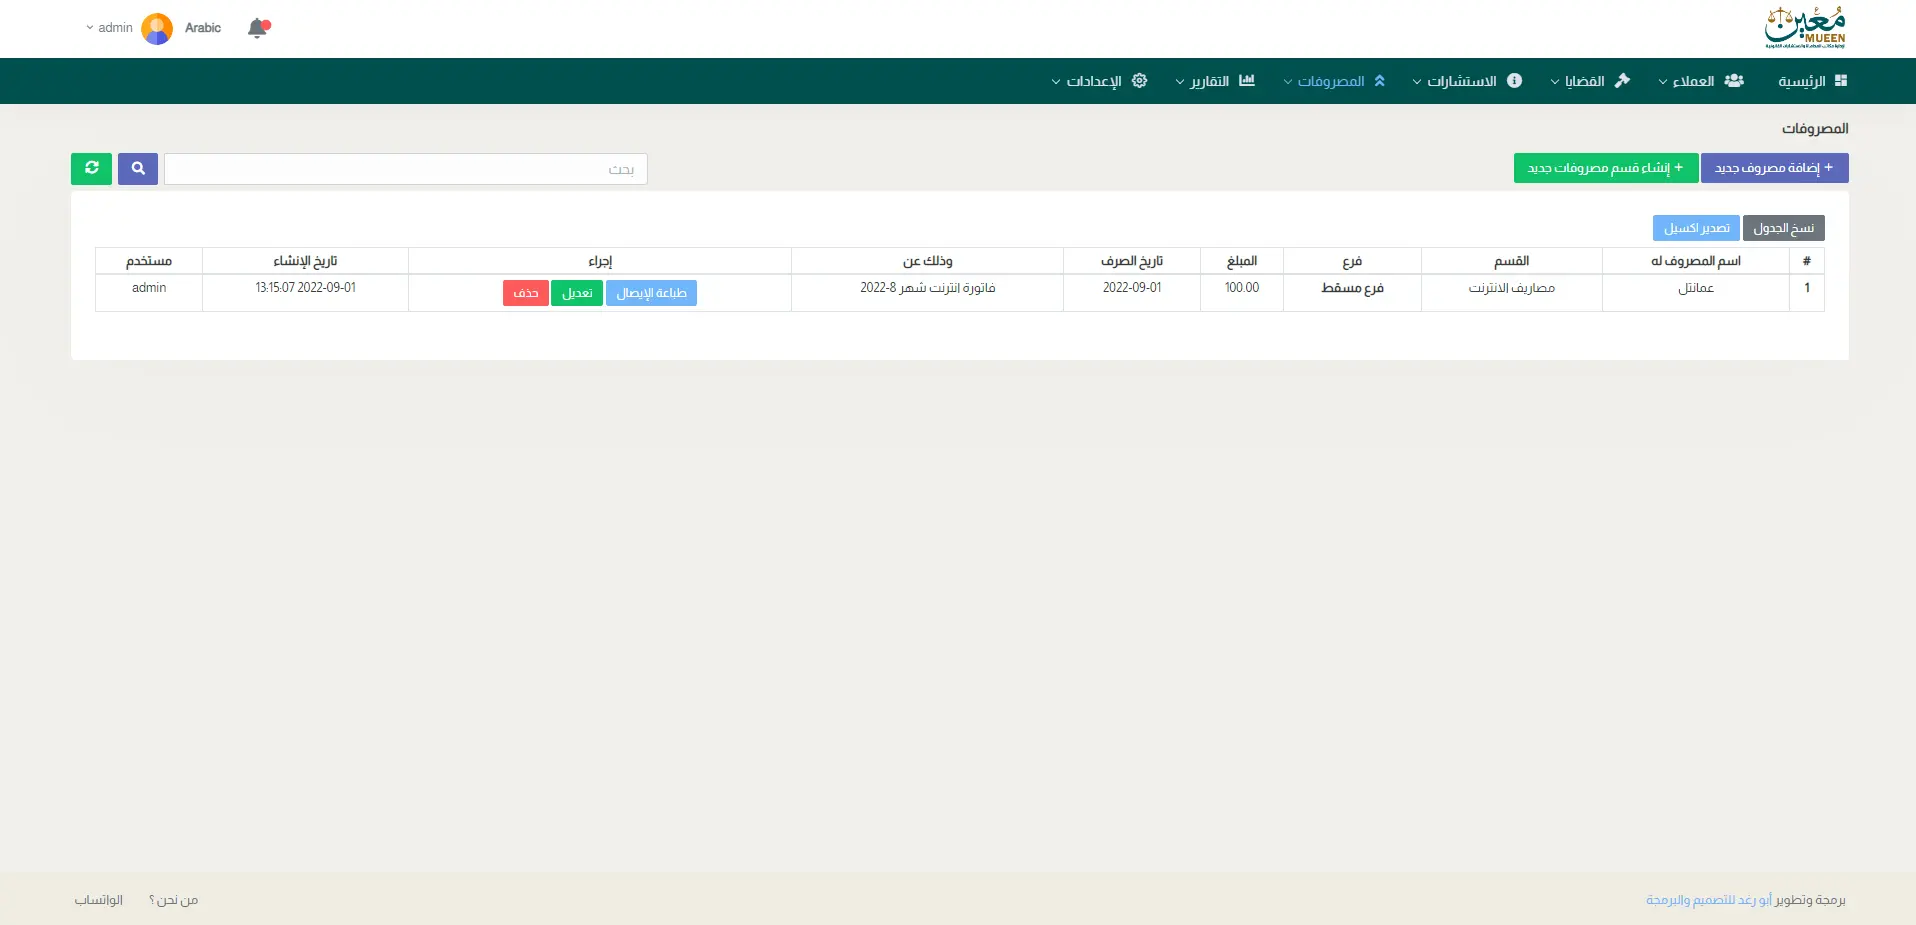 مُعين
MUEEN
Arabic
admin
الرئيسية
العملاء
القضايا
الاستشارات
المصروفات
التقارير
الإعدادات
المصروفات
+ إضافة مصروف جديد
+ إنشاء قسم مصروفات جديد
بحث
نسخ الجدول
تصدير اكسيل
# اسم المصروف له القسم فرع المبلغ تاريخ الصرف وذلك عن إجراء تاريخ الإنشاء مستخدم
1 عمانتل مصاريف الانترنت فرع مسقط 100.00 2022-09-01 فاتورة انترنت شهر 8-2022 طباعة الإيصال تعديل حذف 2022-09-01 13:15:07 admin
برمجة وتطوير أبو رغد للتصميم والبرمجة
من نحن ؟
الواتساب